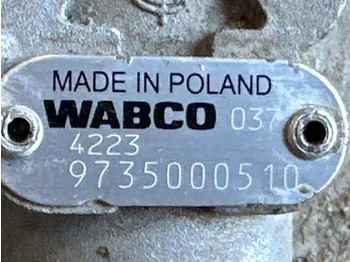 MADE IN POLAND
WABCO 037
4223
9735000510